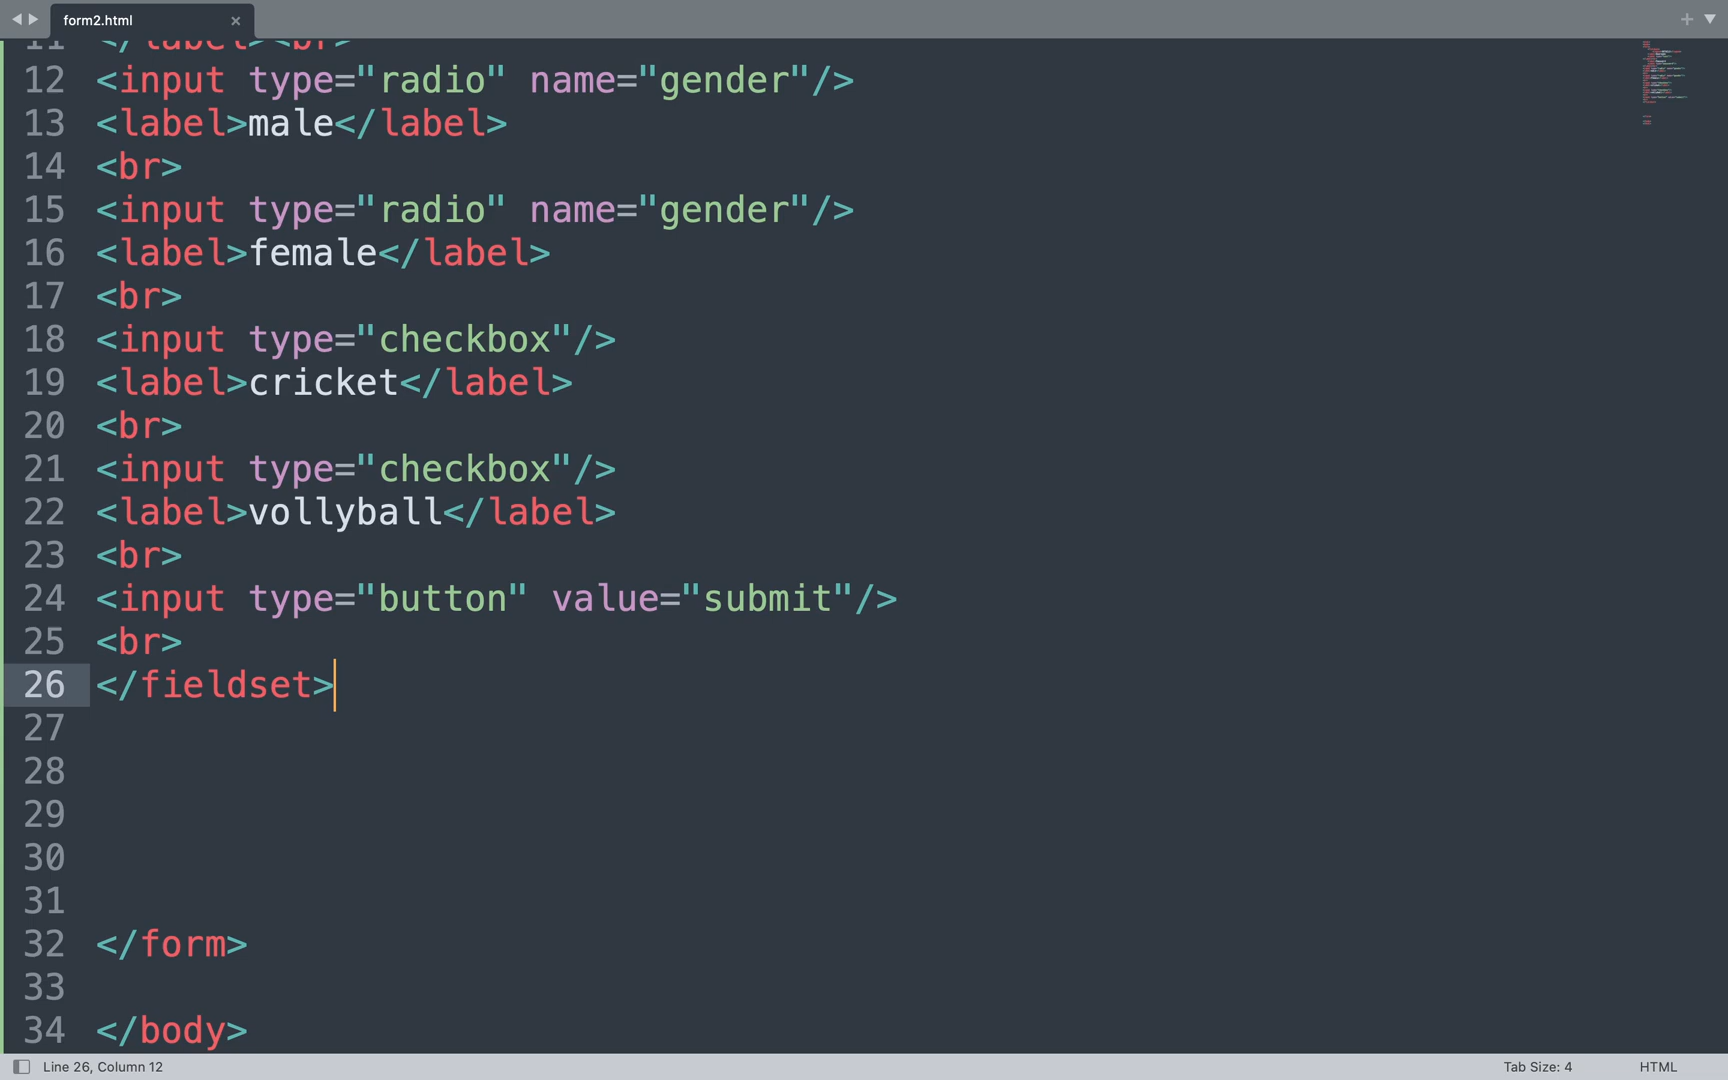 form2.html
11 </label><br>
12 <input type="radio" name="gender"/>
13 <label>male</label>
14 <br>
15 <input type="radio" name="gender"/>
16 <label>female</label>
17 <br>
18 <input type="checkbox"/>
19 <label>cricket</label>
20 <br>
21 <input type="checkbox"/>
22 <label>vollyball</label>
23 <br>
24 <input type="button" value="submit"/>
25 <br>
26 </fieldset>
27
28
29
30
31
32 </form>
33
34 </body>
Line 26, Column 12 Tab Size: 4 HTML